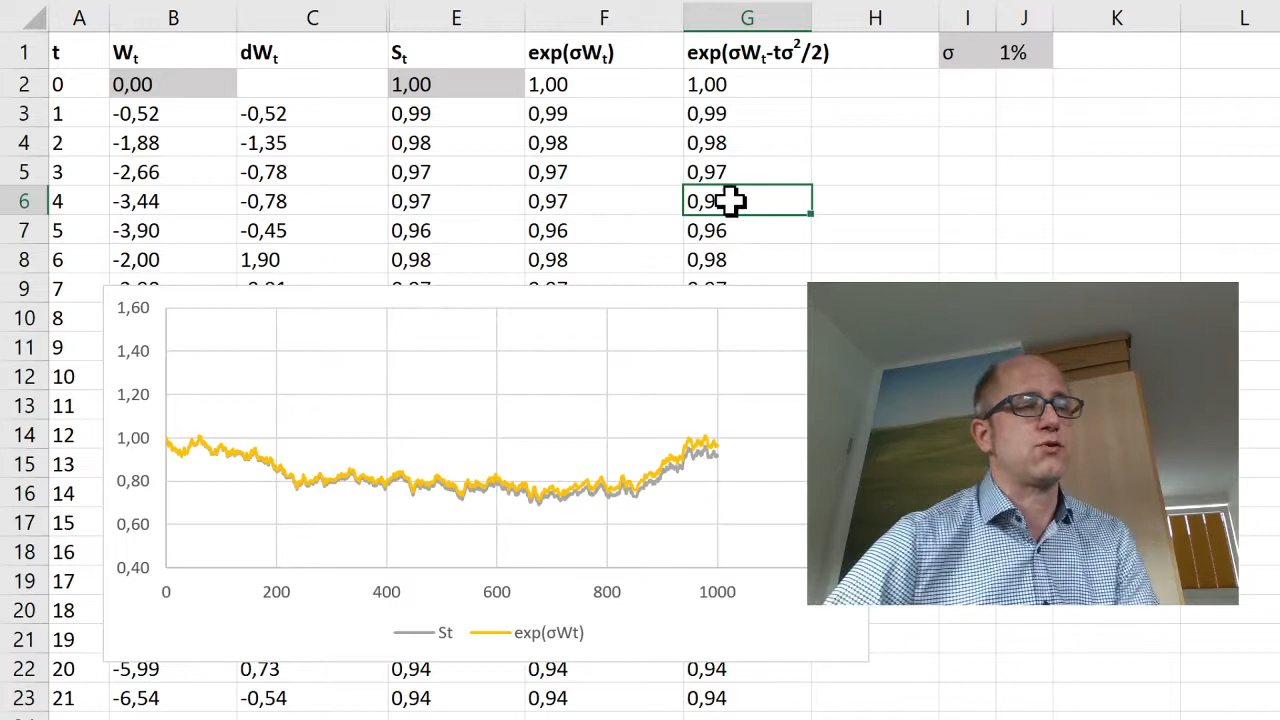 A B C E F G H I J K L
1 t Wt dWt St exp(σWt) exp(σWt-tσ²/2) σ 1%
2 0 0,00 1,00 1,00 1,00
3 1 -0,52 -0,52 0,99 0,99 0,99
4 2 -1,88 -1,35 0,98 0,98 0,98
5 3 -2,66 -0,78 0,97 0,97 0,97
6 4 -3,44 -0,78 0,97 0,97
7 5 -3,90 -0,45 0,96 0,96 0,96
8 6 -2,00 1,90 0,98 0,98 0,98
9 7
10 8
11 9
12 10
13 11
14 12
15 13
16 14
17 15
18 16
19 17
20 18
21 19
1,60
1,40
1,20
1,00
0,80
0,60
0,40
0 200 400 600 800 1000
St exp(σWt)
22 20 -5,99 0,73 0,94 0,94 0,94
23 21 -6,54 -0,54 0,94 0,94 0,94